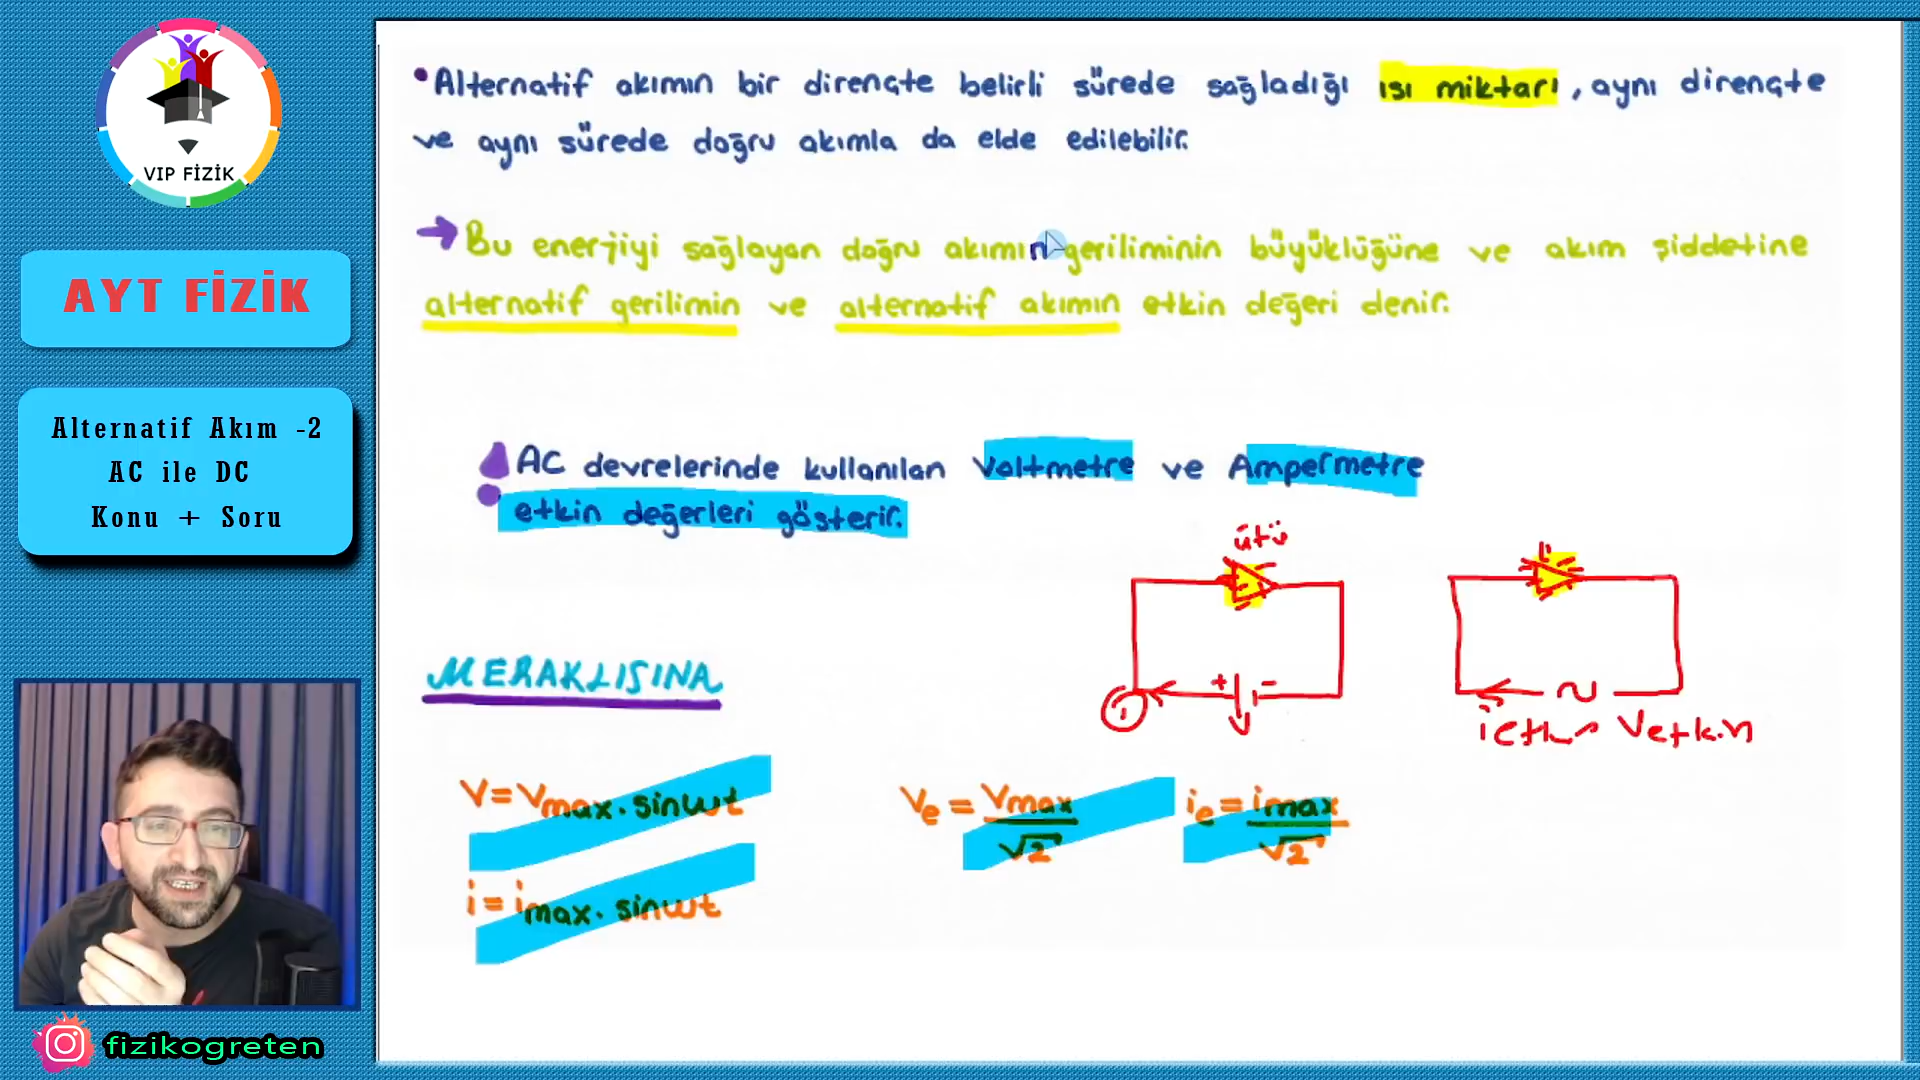 VIP FİZİK
AYT FİZİK
Alternatif Akım -2
AC ile DC
Konu + Soru
fizikogreten
• Alternatif akımın bir dirençte belirli sürede sağladığı ısı miktarı, aynı dirençte
ve aynı sürede doğru akımla da elde edilebilir.
→ Bu enerjiyi sağlayan doğru akımın geriliminin büyüklüğüne ve akım şiddetine
alternatif gerilimin ve alternatif akımın etkin değeri denir.
! AC devrelerinde kullanılan Voltmetre ve Ampermetre
etkin değerleri gösterir.
ütü
+ -
i V
~
Vetkin
MERAKLISINA
V = Vmax . sinwt
Ve = Vmax / √2 ie = imax / √2
i = imax . sinwt